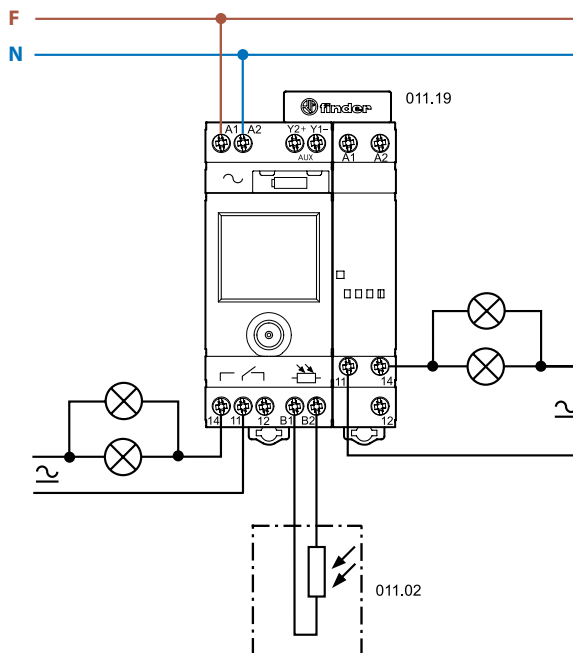 F
N
finder
011.19
A1 A2 Y2+ Y1- A1 A2
AUX
11 14
14 11 12 B1 B2 12
011.02